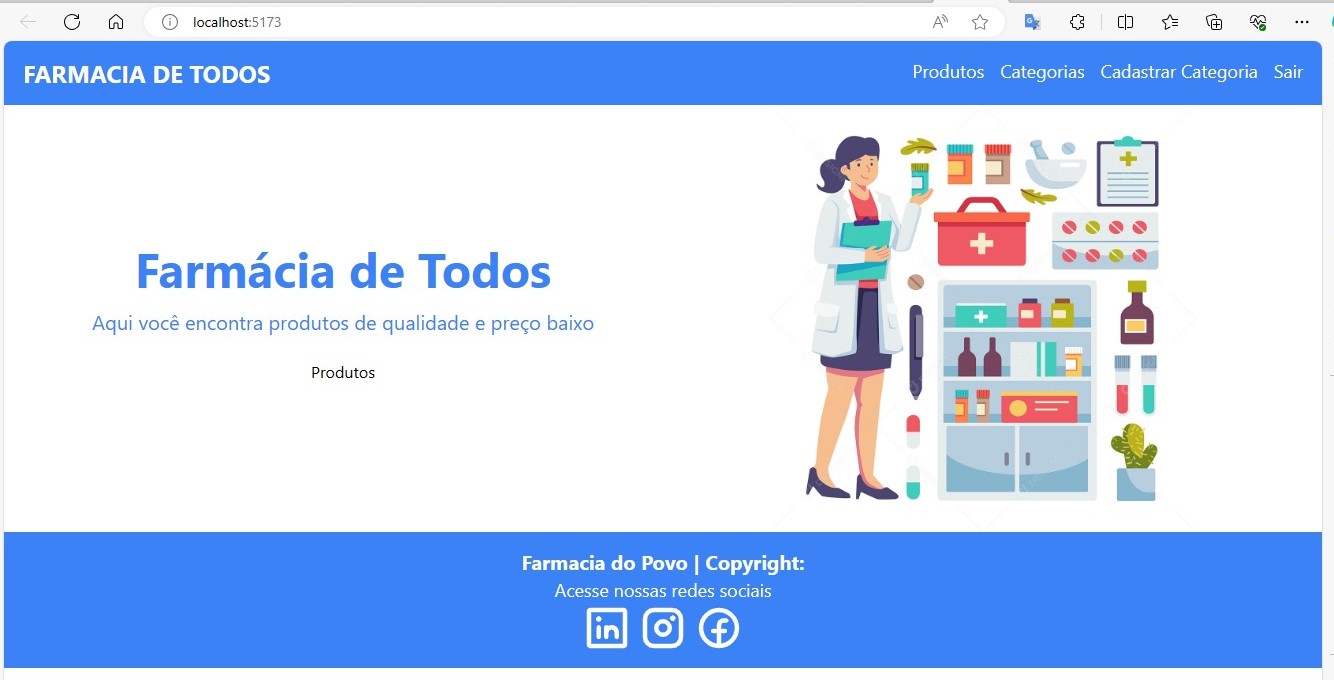 localhost:5173
FARMACIA DE TODOS
Produtos Categorias Cadastrar Categoria Sair
Farmácia de Todos
Aqui você encontra produtos de qualidade e preço baixo
Produtos
Farmacia do Povo | Copyright:
Acesse nossas redes sociais